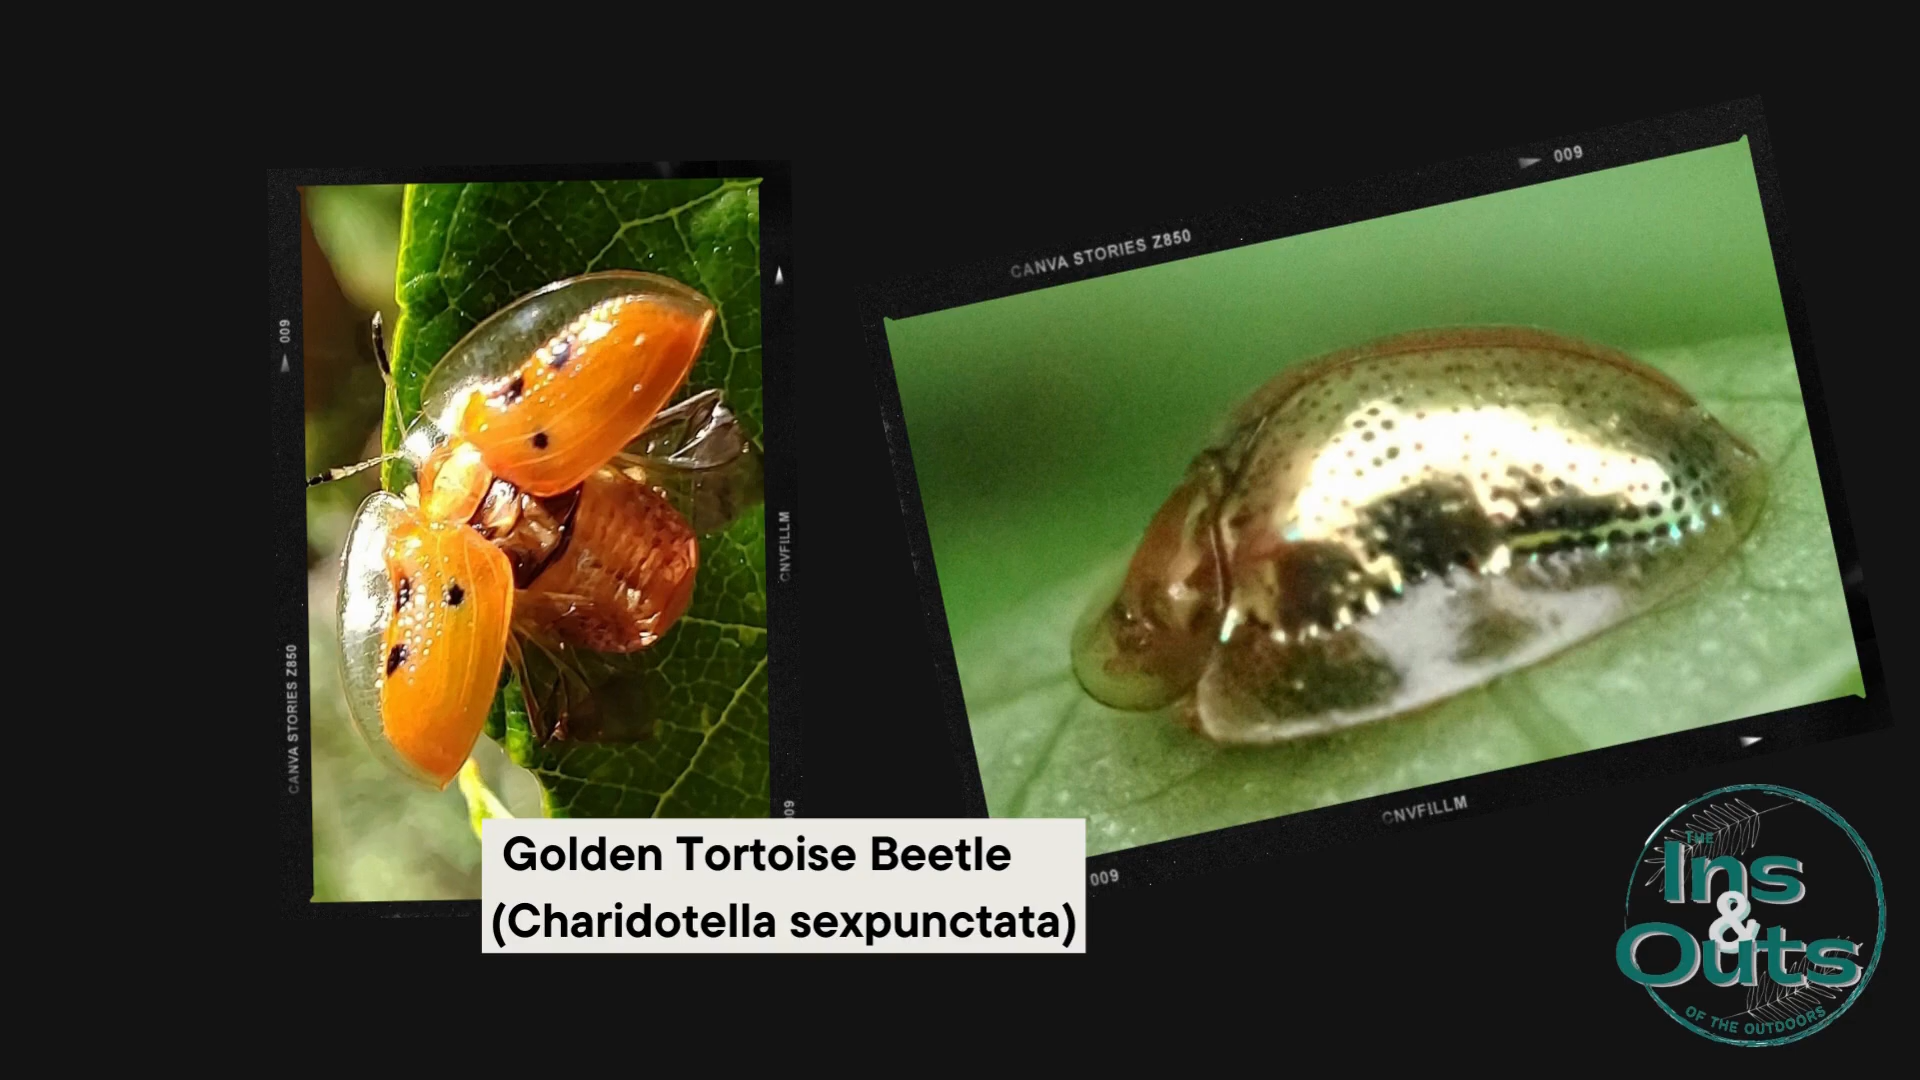 009
CANVA STORIES Z850
CNVFILLM
009
CANVA STORIES Z850
009
CNVFILLM
009
Golden Tortoise Beetle
(Charidotella sexpunctata)
THE
Ins
&
Outs
OF THE OUTDOORS